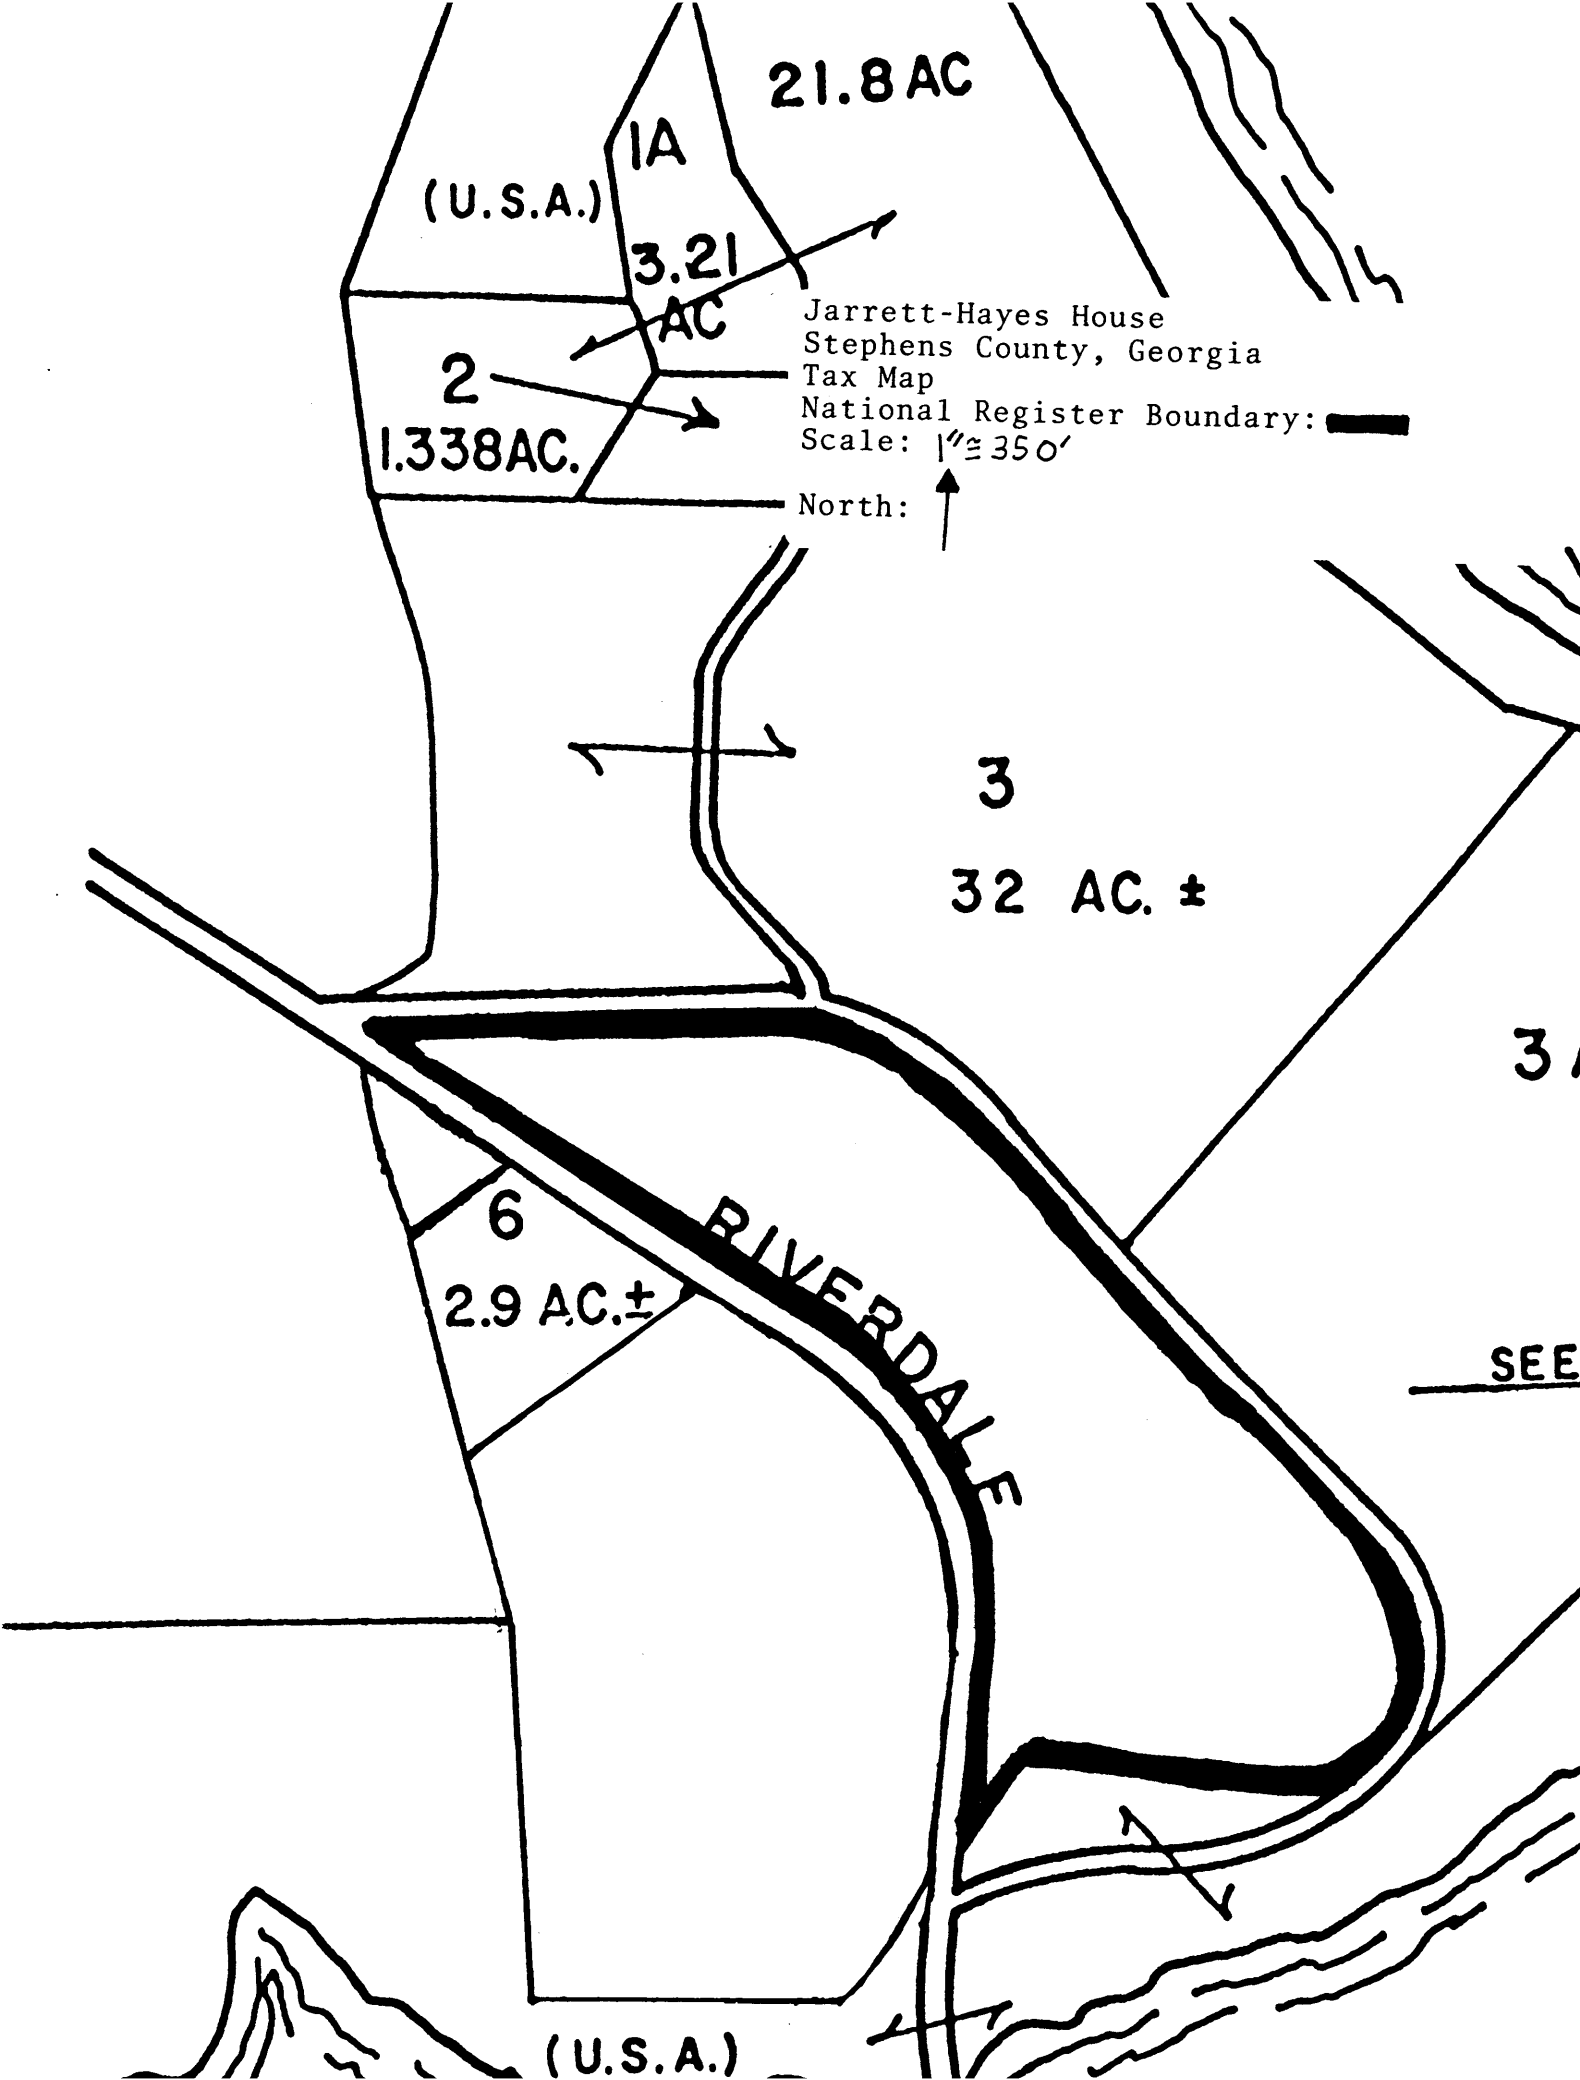 21.8 AC
1A
(U.S.A.)
3.21
AC
Jarrett-Hayes House
Stephens County, Georgia
Tax Map
National Register Boundary:
Scale: 1"≅350'
North:
2
1.338AC.
3
32 AC. ±
3
6
2.9 A.C.±
RIVERDALE
SEE
(U.S.A.)